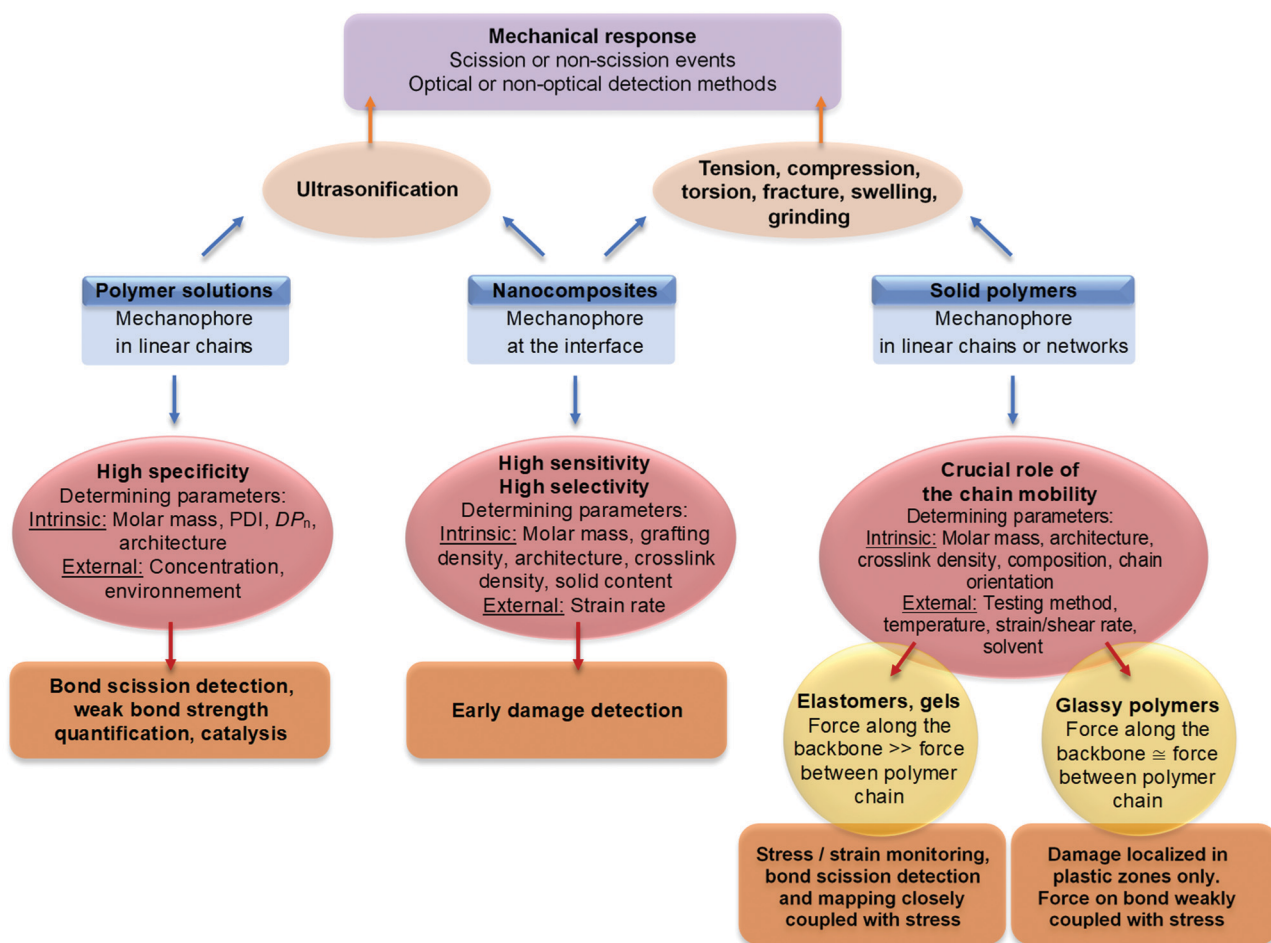 Mechanical response
Scission or non-scission events
Optical or non-optical detection methods
Ultrasonification
Tension, compression,
torsion, fracture, swelling,
grinding
Polymer solutions
Mechanophore
in linear chains
Nanocomposites
Mechanophore
at the interface
Solid polymers
Mechanophore
in linear chains or networks
High specificity
Determining parameters:
Intrinsic: Molar mass, PDI, DPn,
architecture
External: Concentration,
environnement
High sensitivity
High selectivity
Determining parameters:
Intrinsic: Molar mass, grafting
density, architecture, crosslink
density, solid content
External: Strain rate
Crucial role of
the chain mobility
Determining parameters:
Intrinsic: Molar mass, architecture,
crosslink density, composition, chain
orientation
External: Testing method,
temperature, strain/shear rate,
solvent
Bond scission detection,
weak bond strength
quantification, catalysis
Early damage detection
Elastomers, gels
Force along the
backbone >> force
between polymer
chain
Glassy polymers
Force along the
backbone ≅ force
between polymer
chain
Stress / strain monitoring,
bond scission detection
and mapping closely
coupled with stress
Damage localized in
plastic zones only.
Force on bond weakly
coupled with stress